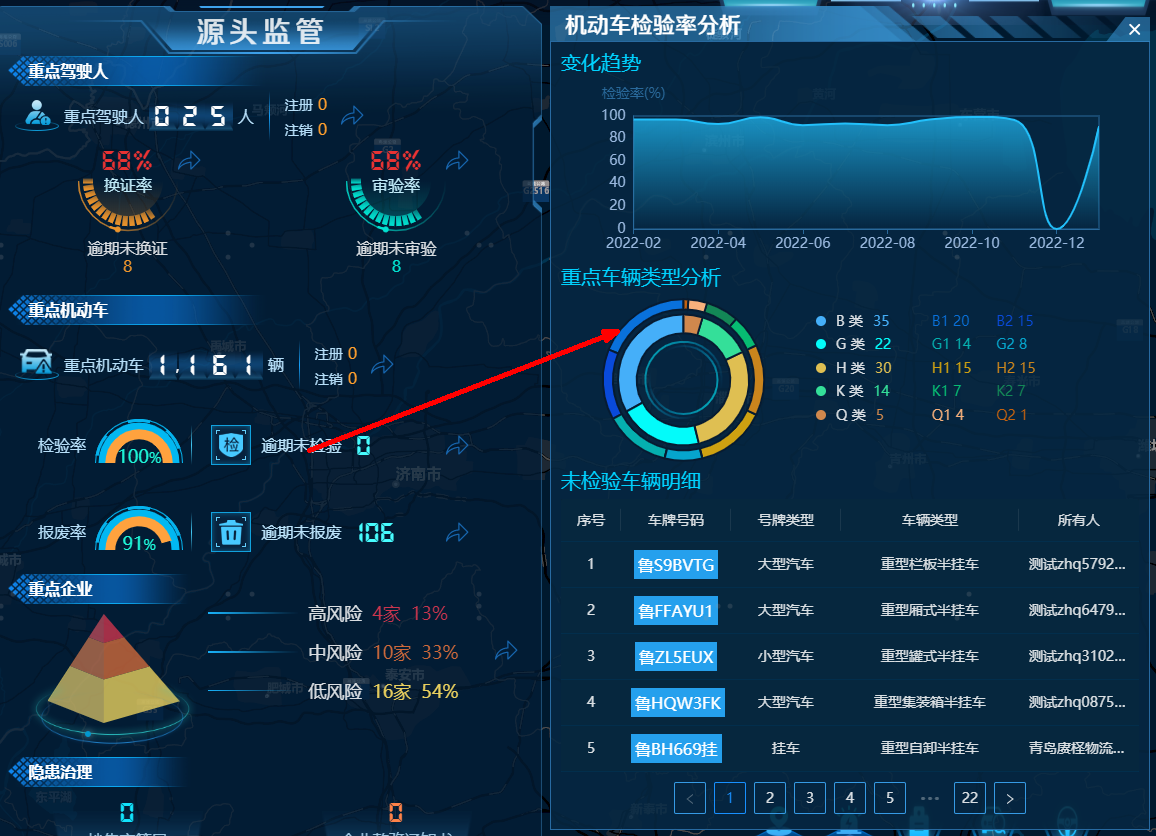 源头监管
重点驾驶人
重点驾驶人 025 人
注册 0
注销 0
68%
换证率
逾期未换证
8
68%
审验率
逾期未审验
8
重点机动车
重点机动车 1,161 辆
注册 0
注销 0
检验率 100%
检 逾期未检验 0
报废率 91%
逾期未报废 106
重点企业
高风险 4家 13%
中风险 10家 33%
低风险 16家 54%
隐患治理
0
0
机动车检验率分析
变化趋势
检验率(%)
100
80
60
40
20
0
2022-02 2022-04 2022-06 2022-08 2022-10 2022-12
重点车辆类型分析
B 类 35 B1 20 B2 15
G 类 22 G1 14 G2 8
H 类 30 H1 15 H2 15
K 类 14 K1 7 K2 7
Q 类 5 Q1 4 Q2 1
未检验车辆明细
序号 车牌号码 号牌类型 车辆类型 所有人
1 鲁S9BVTG 大型汽车 重型栏板半挂车 测试zhq5792...
2 鲁FFAYU1 大型汽车 重型厢式半挂车 测试zhq6479...
3 鲁ZL5EUX 小型汽车 重型罐式半挂车 测试zhq3102...
4 鲁HQW3FK 大型汽车 重型集装箱半挂车 测试zhq0875...
5 鲁BH669挂 挂车 重型自卸半挂车 青岛庱柽物流...
< 1 2 3 4 5 ••• 22 >
济南市
泰安市
肥城市
禹城市
东平湖